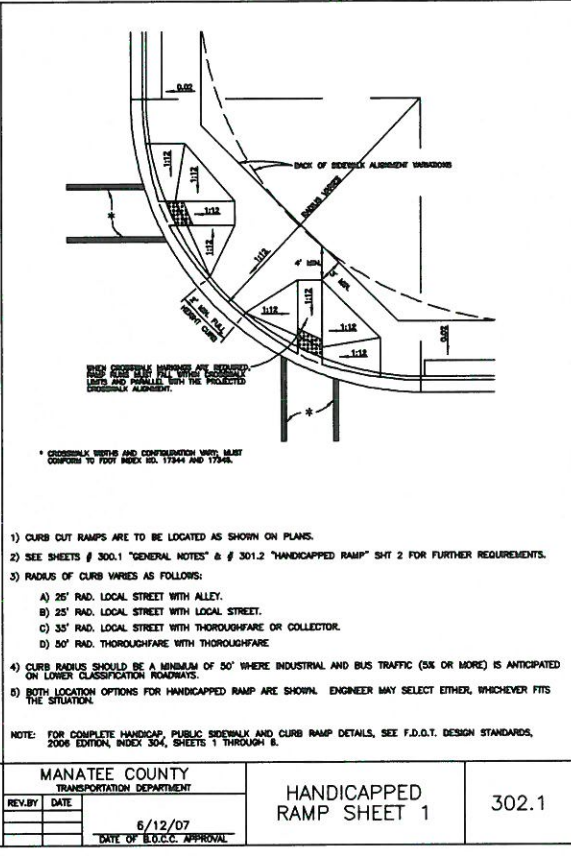 0.02
BACK OF SIDEWALK ALIGNMENT VARIATIONS
RADIUS VARIES
1:12
1:12
1:12
1:12
1:12
4' MIN.
3' MIN.
1:12
1:12
1:12
1:12
0.02
2' MIN. FULL
HEIGHT CURB
WHEN CROSSWALK MARKINGS ARE REQUIRED,
RAMP RUNS MUST FALL WITHIN CROSSWALK
LIMITS AND PARALLEL WITH THE PROJECTED
CROSSWALK ALIGNMENT.
*
*
* CROSSWALK WIDTHS AND CONFIGURATION VARY; MUST
CONFORM TO FDOT INDEX NO. 17344 AND 17346.
1) CURB CUT RAMPS ARE TO BE LOCATED AS SHOWN ON PLANS.
2) SEE SHEETS # 300.1 "GENERAL NOTES" & # 301.2 "HANDICAPPED RAMP" SHT 2 FOR FURTHER REQUIREMENTS.
3) RADIUS OF CURB VARIES AS FOLLOWS:
A) 25' RAD. LOCAL STREET WITH ALLEY.
B) 25' RAD. LOCAL STREET WITH LOCAL STREET.
C) 35' RAD. LOCAL STREET WITH THOROUGHFARE OR COLLECTOR.
D) 50' RAD. THOROUGHFARE WITH THOROUGHFARE
4) CURB RADIUS SHOULD BE A MINIMUM OF 50' WHERE INDUSTRIAL AND BUS TRAFFIC (5% OR MORE) IS ANTICIPATED
ON LOWER CLASSIFICATION ROADWAYS.
5) BOTH LOCATION OPTIONS FOR HANDICAPPED RAMP ARE SHOWN. ENGINEER MAY SELECT EITHER, WHICHEVER FITS
THE SITUATION.
NOTE: FOR COMPLETE HANDICAP, PUBLIC SIDEWALK AND CURB RAMP DETAILS, SEE F.D.O.T. DESIGN STANDARDS,
2006 EDITION, INDEX 304, SHEETS 1 THROUGH 6.
MANATEE COUNTY
TRANSPORTATION DEPARTMENT
REV.BY DATE
6/12/07
DATE OF B.O.C.C. APPROVAL
HANDICAPPED
RAMP SHEET 1
302.1